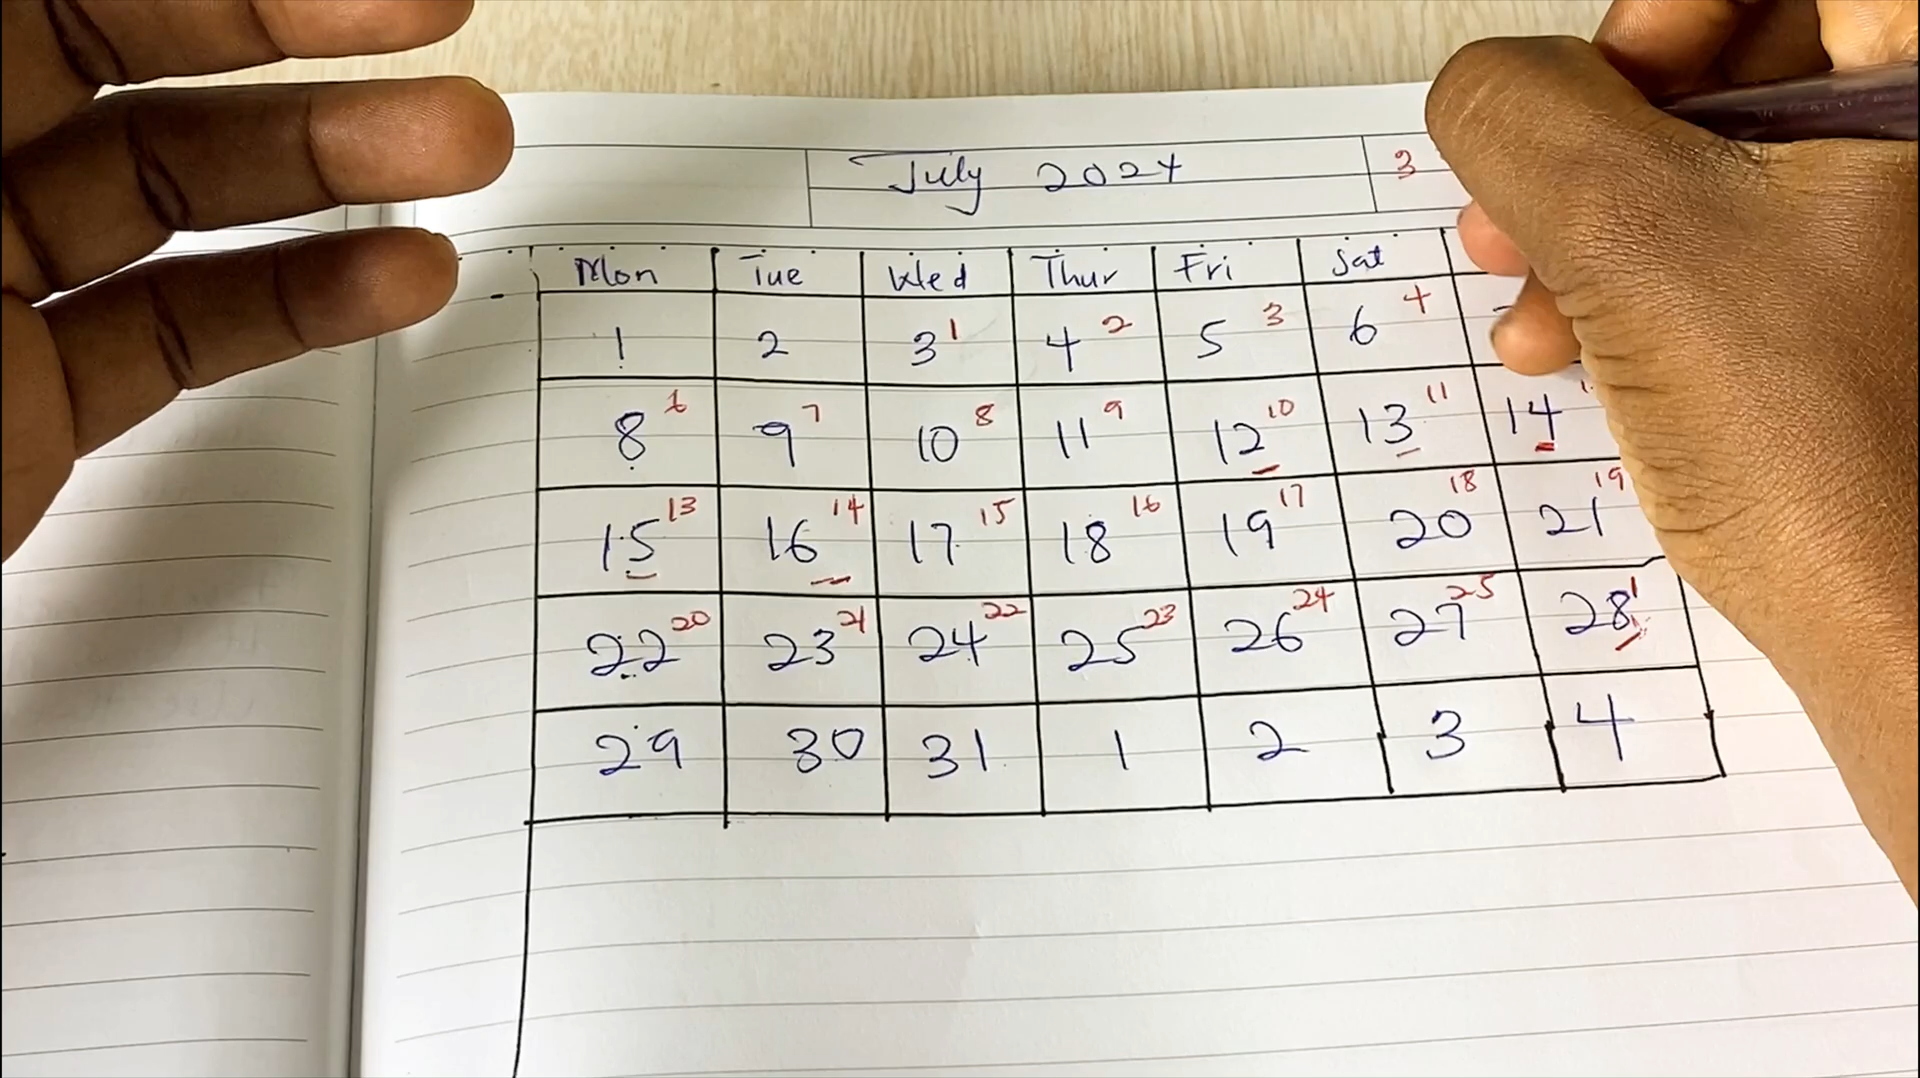 July 2024 3
Mon Tue Wed Thur Fri Sat
1 2 3 1 4 2 5 3 6 4
8 6 9 7 10 8 11 9 12 10 13 11 14
15 13 16 14 17 15 18 16 19 17 20 18 21 19
22 20 23 21 24 22 25 23 26 24 27 25 28 1
29 30 31 1 2 3 4